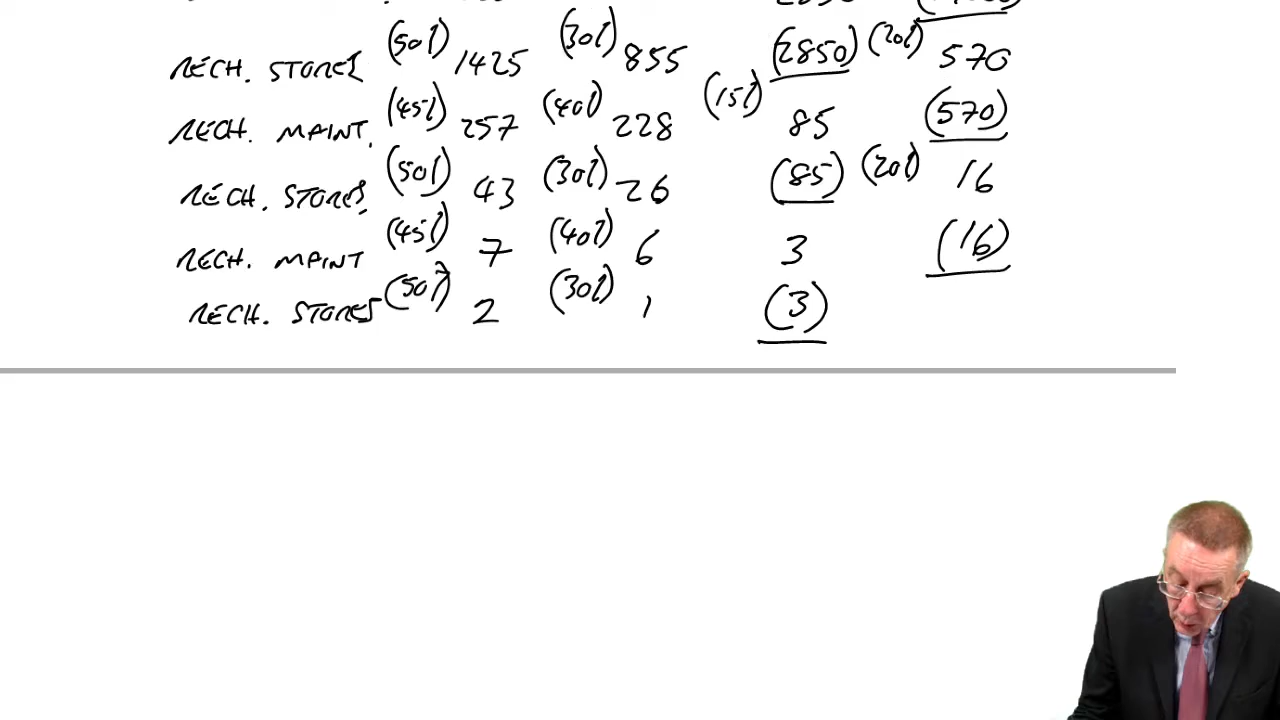 RECH. STORES (50%) 1425 (30%) 855 (2850) (20%) 570
RECH. MAINT. (45%) 257 (40%) 228 (15%) 85 (570)
RECH. STORES. (50%) 43 (30%) 26 (85) (20%) 16
RECH. MAINT (45%) 7 (40%) 6 3 (16)
RECH. STORES (50%) 2 (30%) 1 (3)